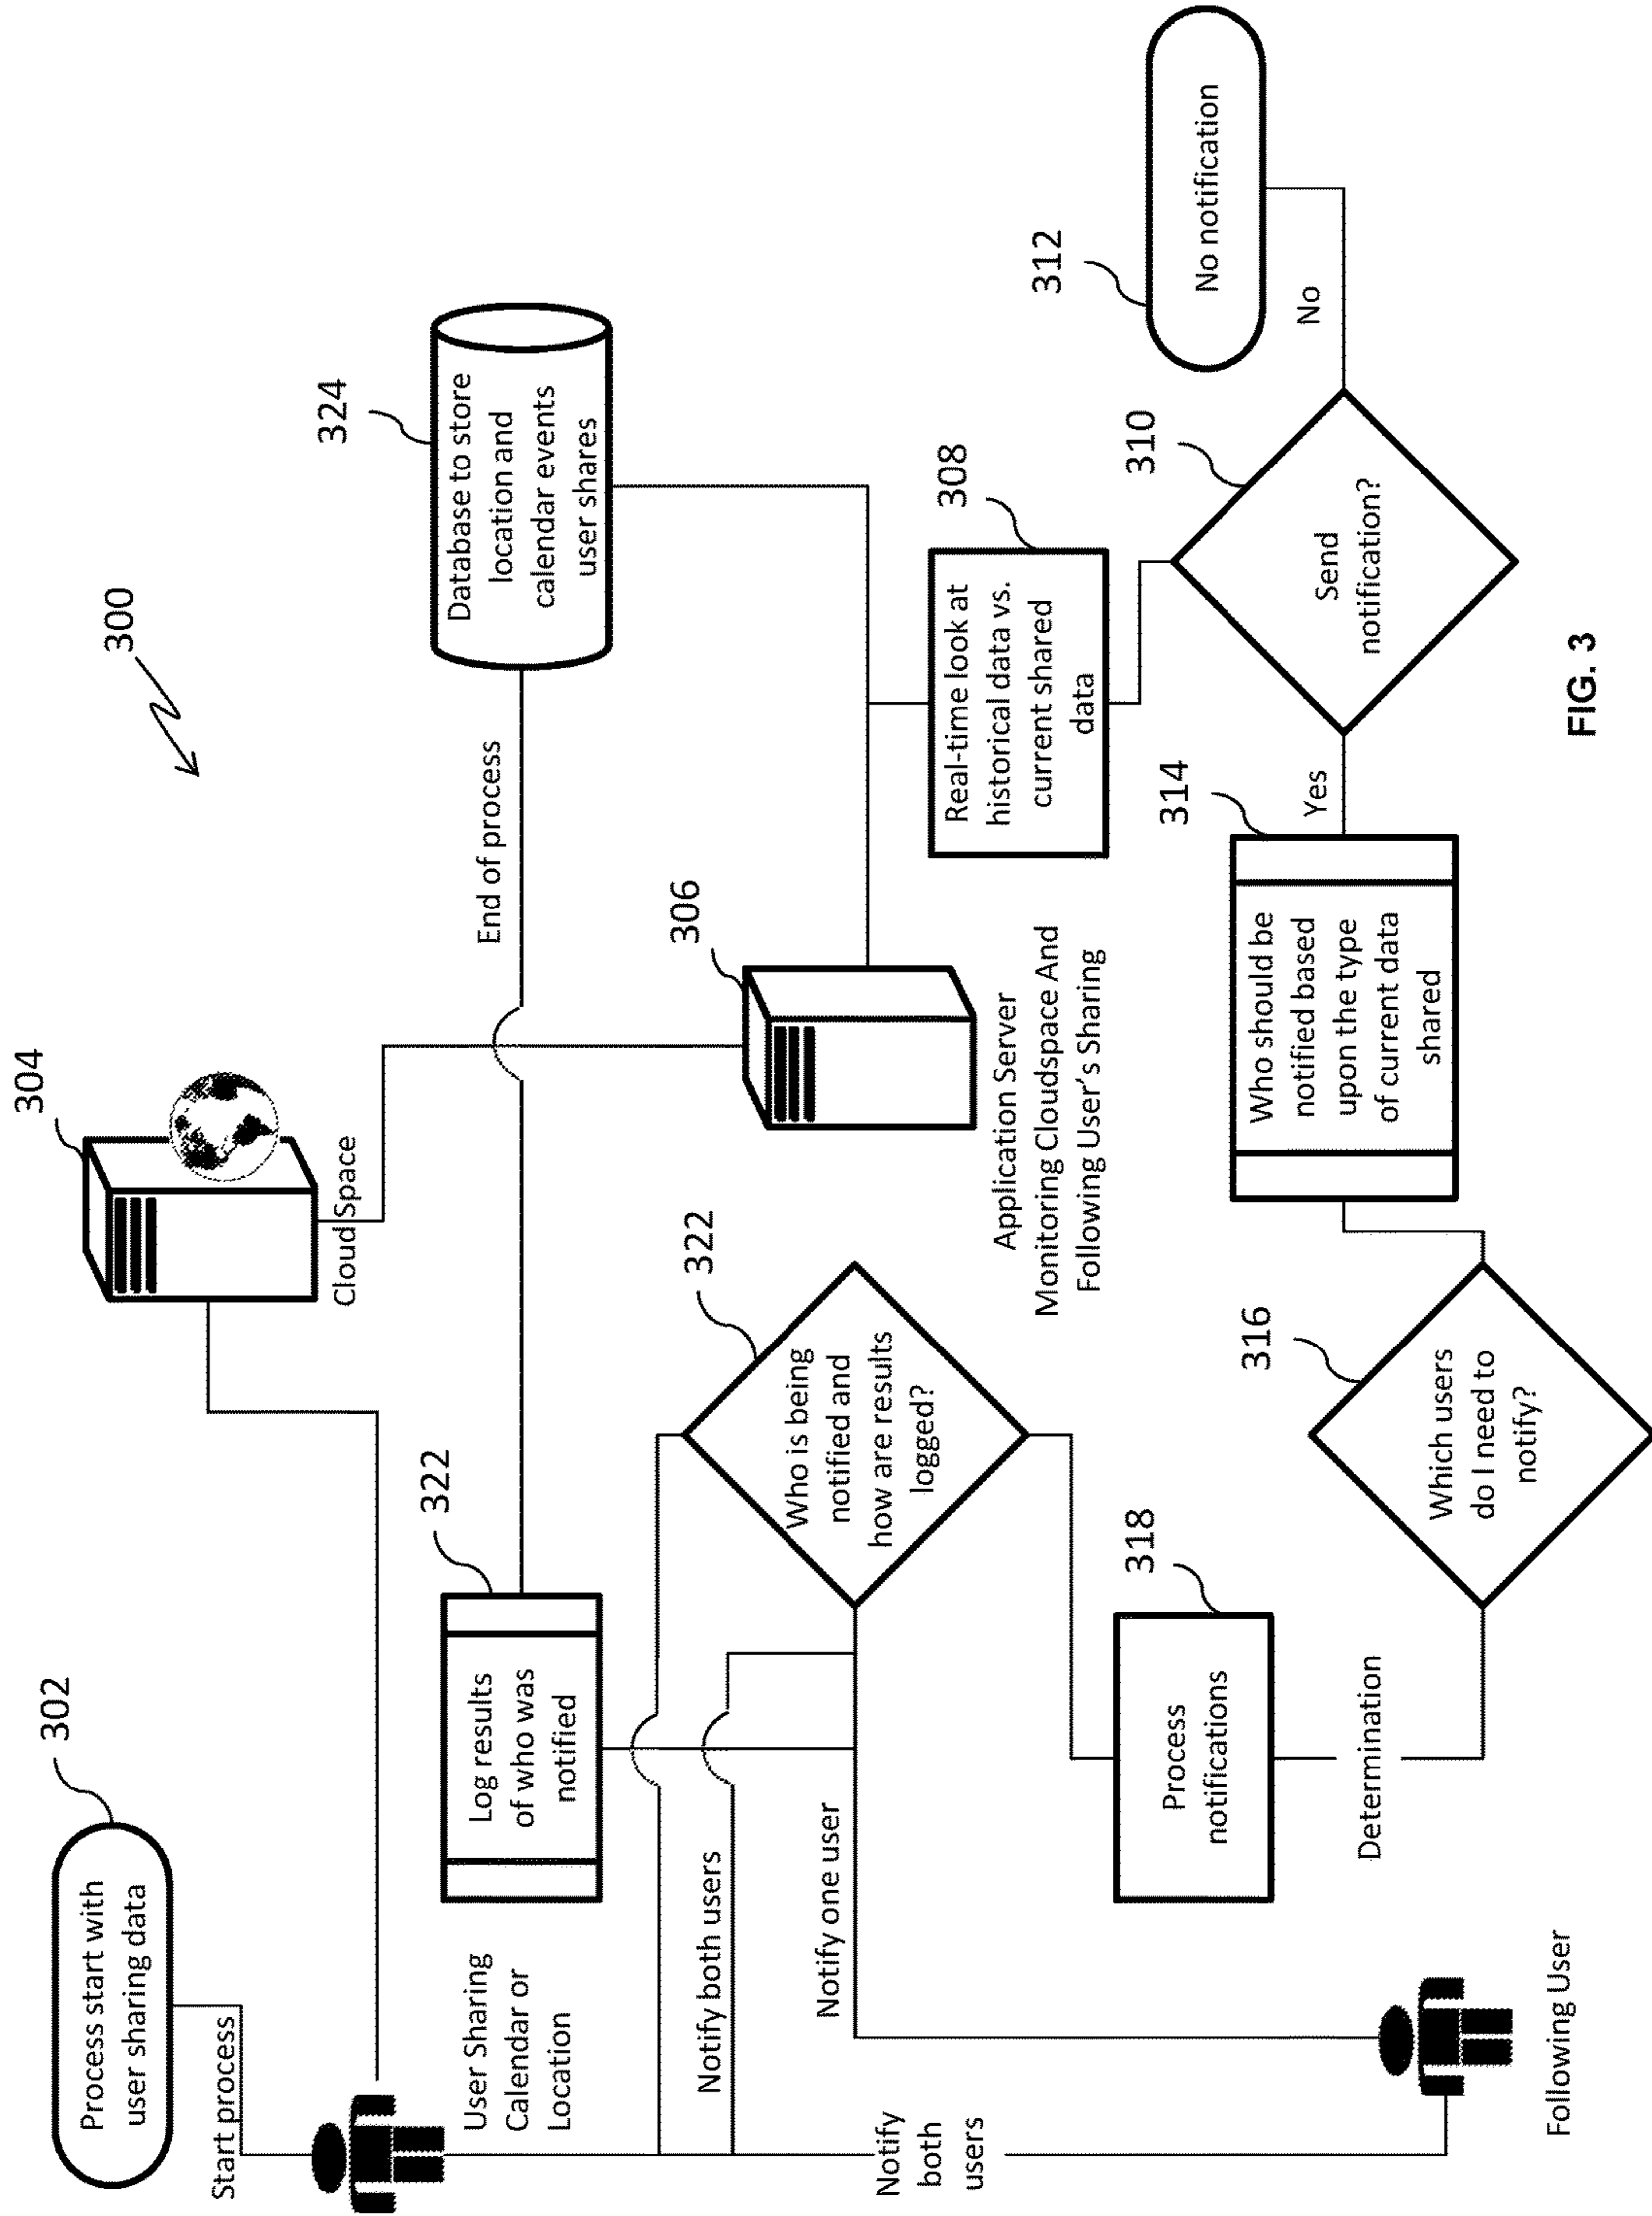 300
302
Process start with
user sharing data
Start process
User Sharing
Calendar or
Location
304
Cloud Space
322
Log results
of who was
notified
End of process
324
Database to store
location and
calendar events
user shares
306
Application Server
Monitoring Cloudspace And
Following User's Sharing
308
Real-time look at
historical data vs.
current shared
data
322
Who is being
notified and
how are results
logged?
Notify both users
Notify one user
Notify
both
users
Following User
318
Process
notifications
Determination
316
Which users
do I need to
notify?
314
Who should be
notified based
upon the type
of current data
shared
Yes
310
Send
notification?
No
312
No notification
FIG. 3